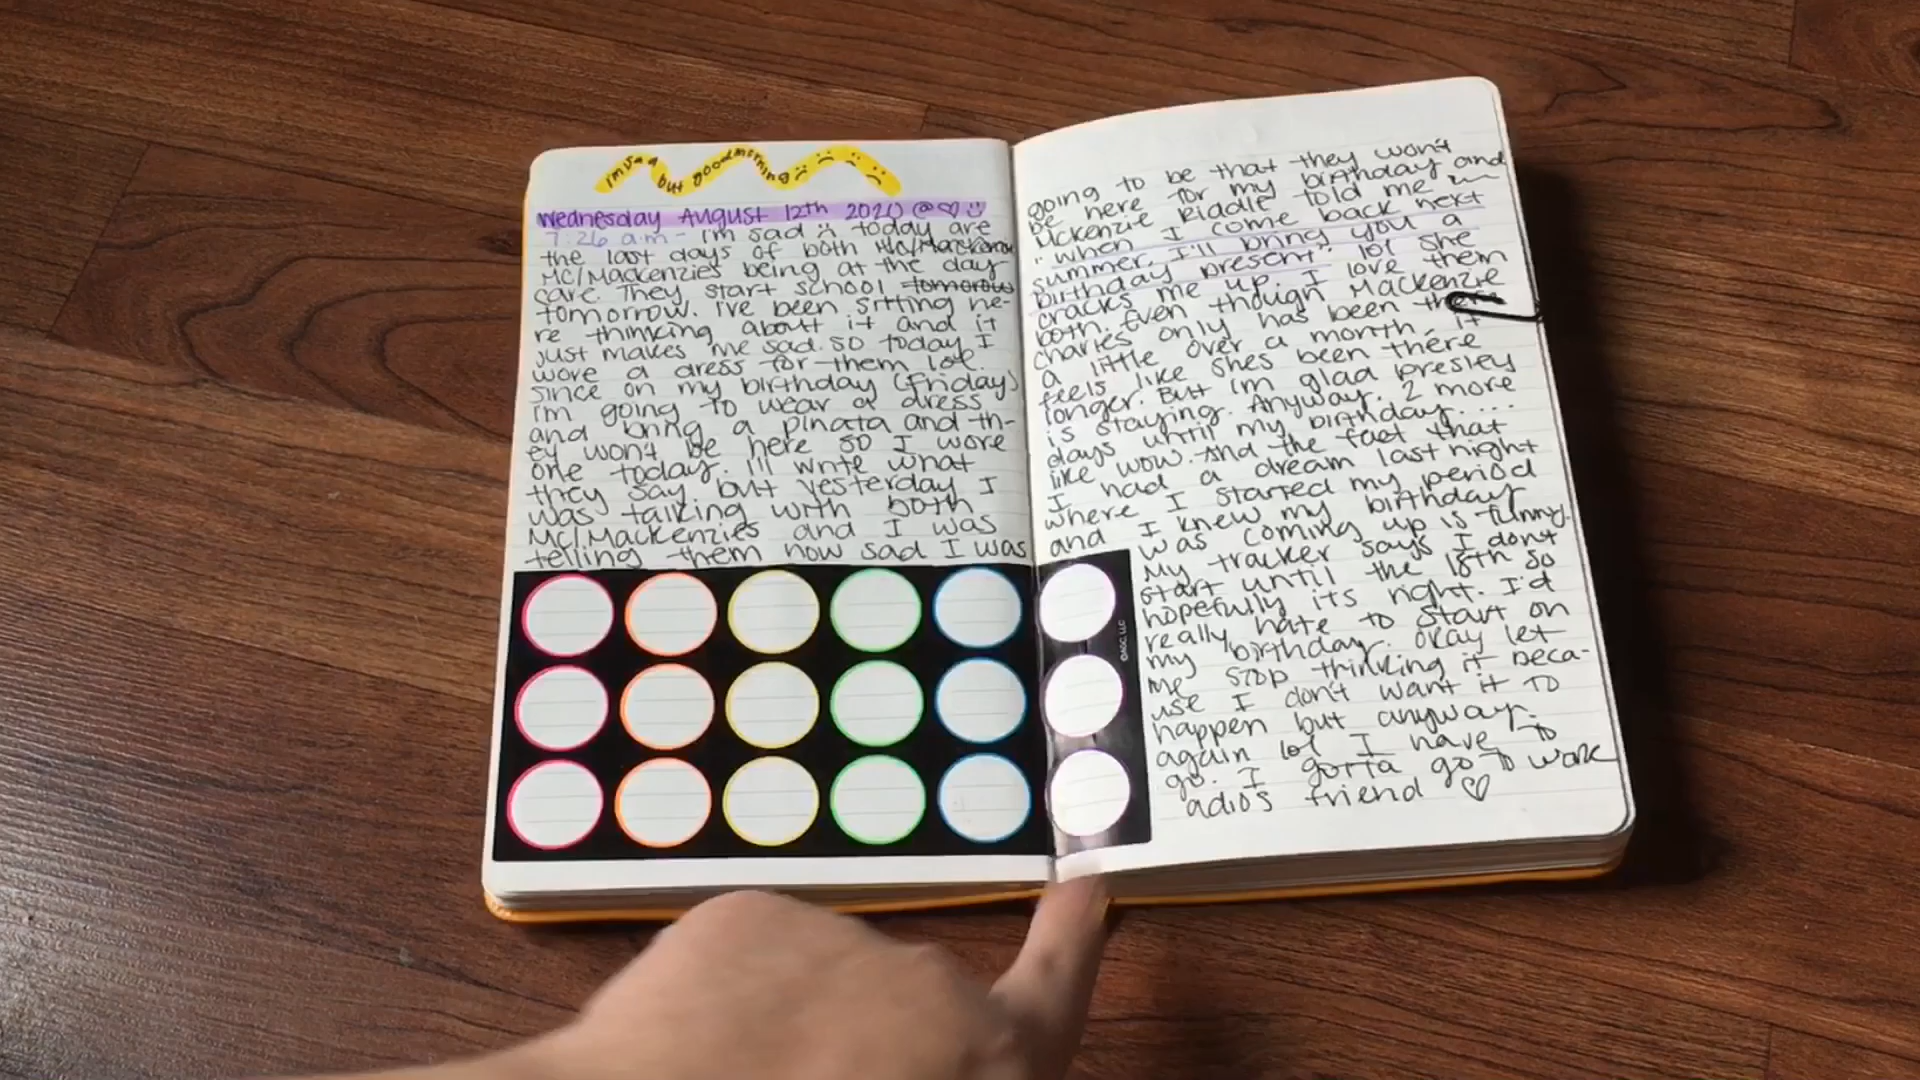 im sad but good morning :( :( :( :(
Wednesday August 12th 2020 @♡☺
7:26 a.m - i'm sad :( today are
the last days of both
MC/Mackenzies being at the day
care. They start school tomorrow
tomorrow. I've been sitting he-
re thinking about it and it
just makes me sad. So today I
wore a dress for them lol.
since on my birthday (Friday)
i'm going to wear a dress
and bring a pinata and th-
ey won't be here so I wore
one today. I'll write what
they say. but yesterday I
was talking with both
MC/Mackenzies and I was
telling them how sad I was
going to be that they won't
be here for my birthday and
Mckenzie Riddle told me
"when I come back next
summer, I'll bring you a
birthday present" lol she
cracks me up. I love them
both. Even though Mackenzie
Charles only has been there
a little over a month, it
feels like shes been there
longer. But I'm glad presley
is staying. Anyway. 2 more
days until my birthday....
like wow. And the fact that
I had a dream last night
where I started my period
and I knew my birthday
was coming up is funny.
My tracker says I don't
start until the 18th so
hopefully its right. I'd
really hate to start on
my birthday. Okay let
me stop thinking it beca-
use I don't want it to
happen but anyway.
again lol I have to
go. I gotta go to work
adios friend ♡
©ADC, LLC